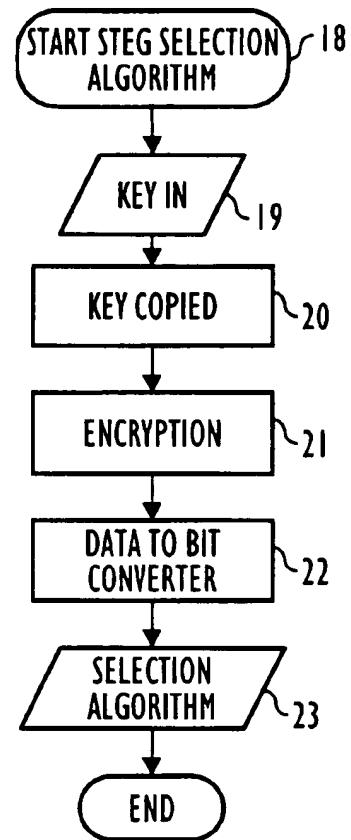 START STEG SELECTION
ALGORITHM
18
KEY IN
19
KEY COPIED
20
ENCRYPTION
21
DATA TO BIT
CONVERTER
22
SELECTION
ALGORITHM
23
END